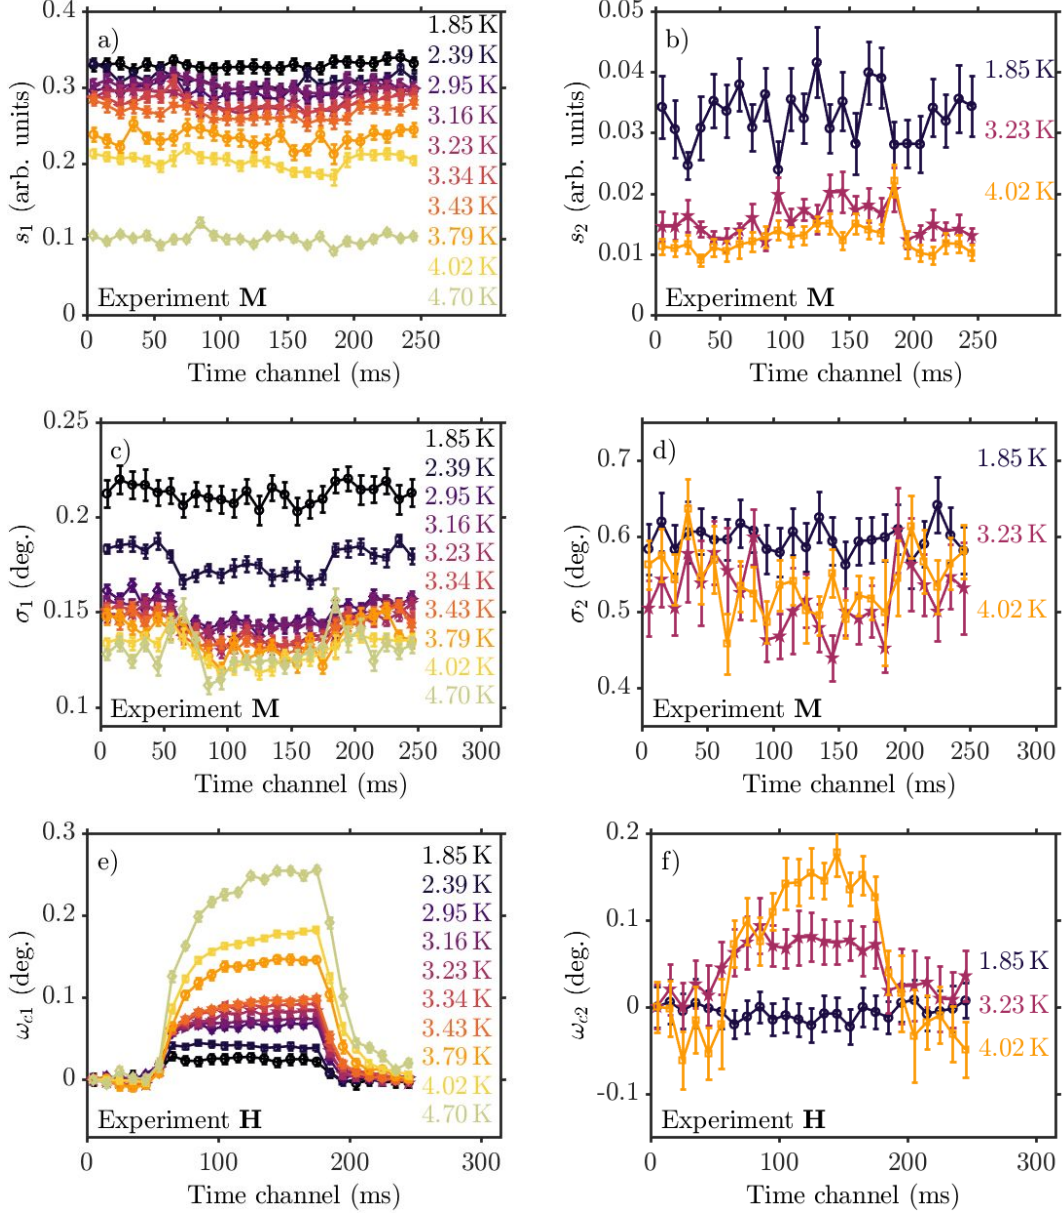 a)
0.4
0.3
0.2
0.1
0
s1 (arb. units)
1.85 K
2.39 K
2.95 K
3.16 K
3.23 K
3.34 K
3.43 K
3.79 K
4.02 K
4.70 K
Experiment M
0 50 100 150 200 250
Time channel (ms)
b)
0.05
0.04
0.03
0.02
0.01
0
s2 (arb. units)
1.85 K
3.23 K
4.02 K
Experiment M
0 50 100 150 200 250
Time channel (ms)
c)
0.25
0.2
0.15
0.1
σ1 (deg.)
1.85 K
2.39 K
2.95 K
3.16 K
3.23 K
3.34 K
3.43 K
3.79 K
4.02 K
4.70 K
Experiment M
0 50 100 150 200 250 300
Time channel (ms)
d)
0.7
0.6
0.5
0.4
σ2 (deg.)
1.85 K
3.23 K
4.02 K
Experiment M
0 50 100 150 200 250 300
Time channel (ms)
e)
0.3
0.2
0.1
0
ωc1 (deg.)
1.85 K
2.39 K
2.95 K
3.16 K
3.23 K
3.34 K
3.43 K
3.79 K
4.02 K
4.70 K
Experiment H
0 100 200 300
Time channel (ms)
f)
0.2
0.1
0
-0.1
ωc2 (deg.)
1.85 K
3.23 K
4.02 K
Experiment H
0 100 200 300
Time channel (ms)